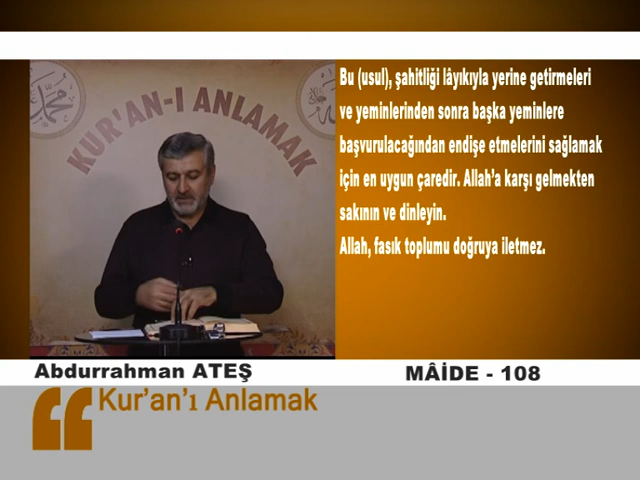 محمد
KUR'AN-I ANLAMAK
Bu (usul), şahitliği lâyıkıyla yerine getirmeleri
ve yeminlerinden sonra başka yeminlere
başvurulacağından endişe etmelerini sağlamak
için en uygun çaredir. Allah’a karşı gelmekten
sakının ve dinleyin.
Allah, fasık toplumu doğruya iletmez.
Abdurrahman ATEŞ
MÂİDE - 108
Kur’an’ı Anlamak